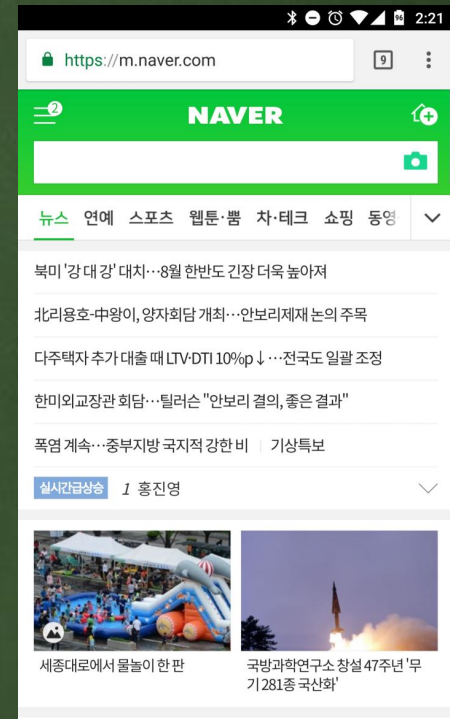 96 2:21
https://m.naver.com 9
2 NAVER
뉴스 연예 스포츠 웹툰·뿜 차·테크 쇼핑 동영
북미 '강 대 강' 대치…8월 한반도 긴장 더욱 높아져
北리용호-中왕이, 양자회담 개최…안보리제재 논의 주목
다주택자 추가 대출 때 LTV·DTI 10%p↓…전국도 일괄 조정
한미외교장관 회담…틸러슨 "안보리 결의, 좋은 결과"
폭염 계속…중부지방 국지적 강한 비 | 기상특보
실시간급상승 1 홍진영
세종대로에서 물놀이 한 판
국방과학연구소 창설 47주년 '무
기 281종 국산화'